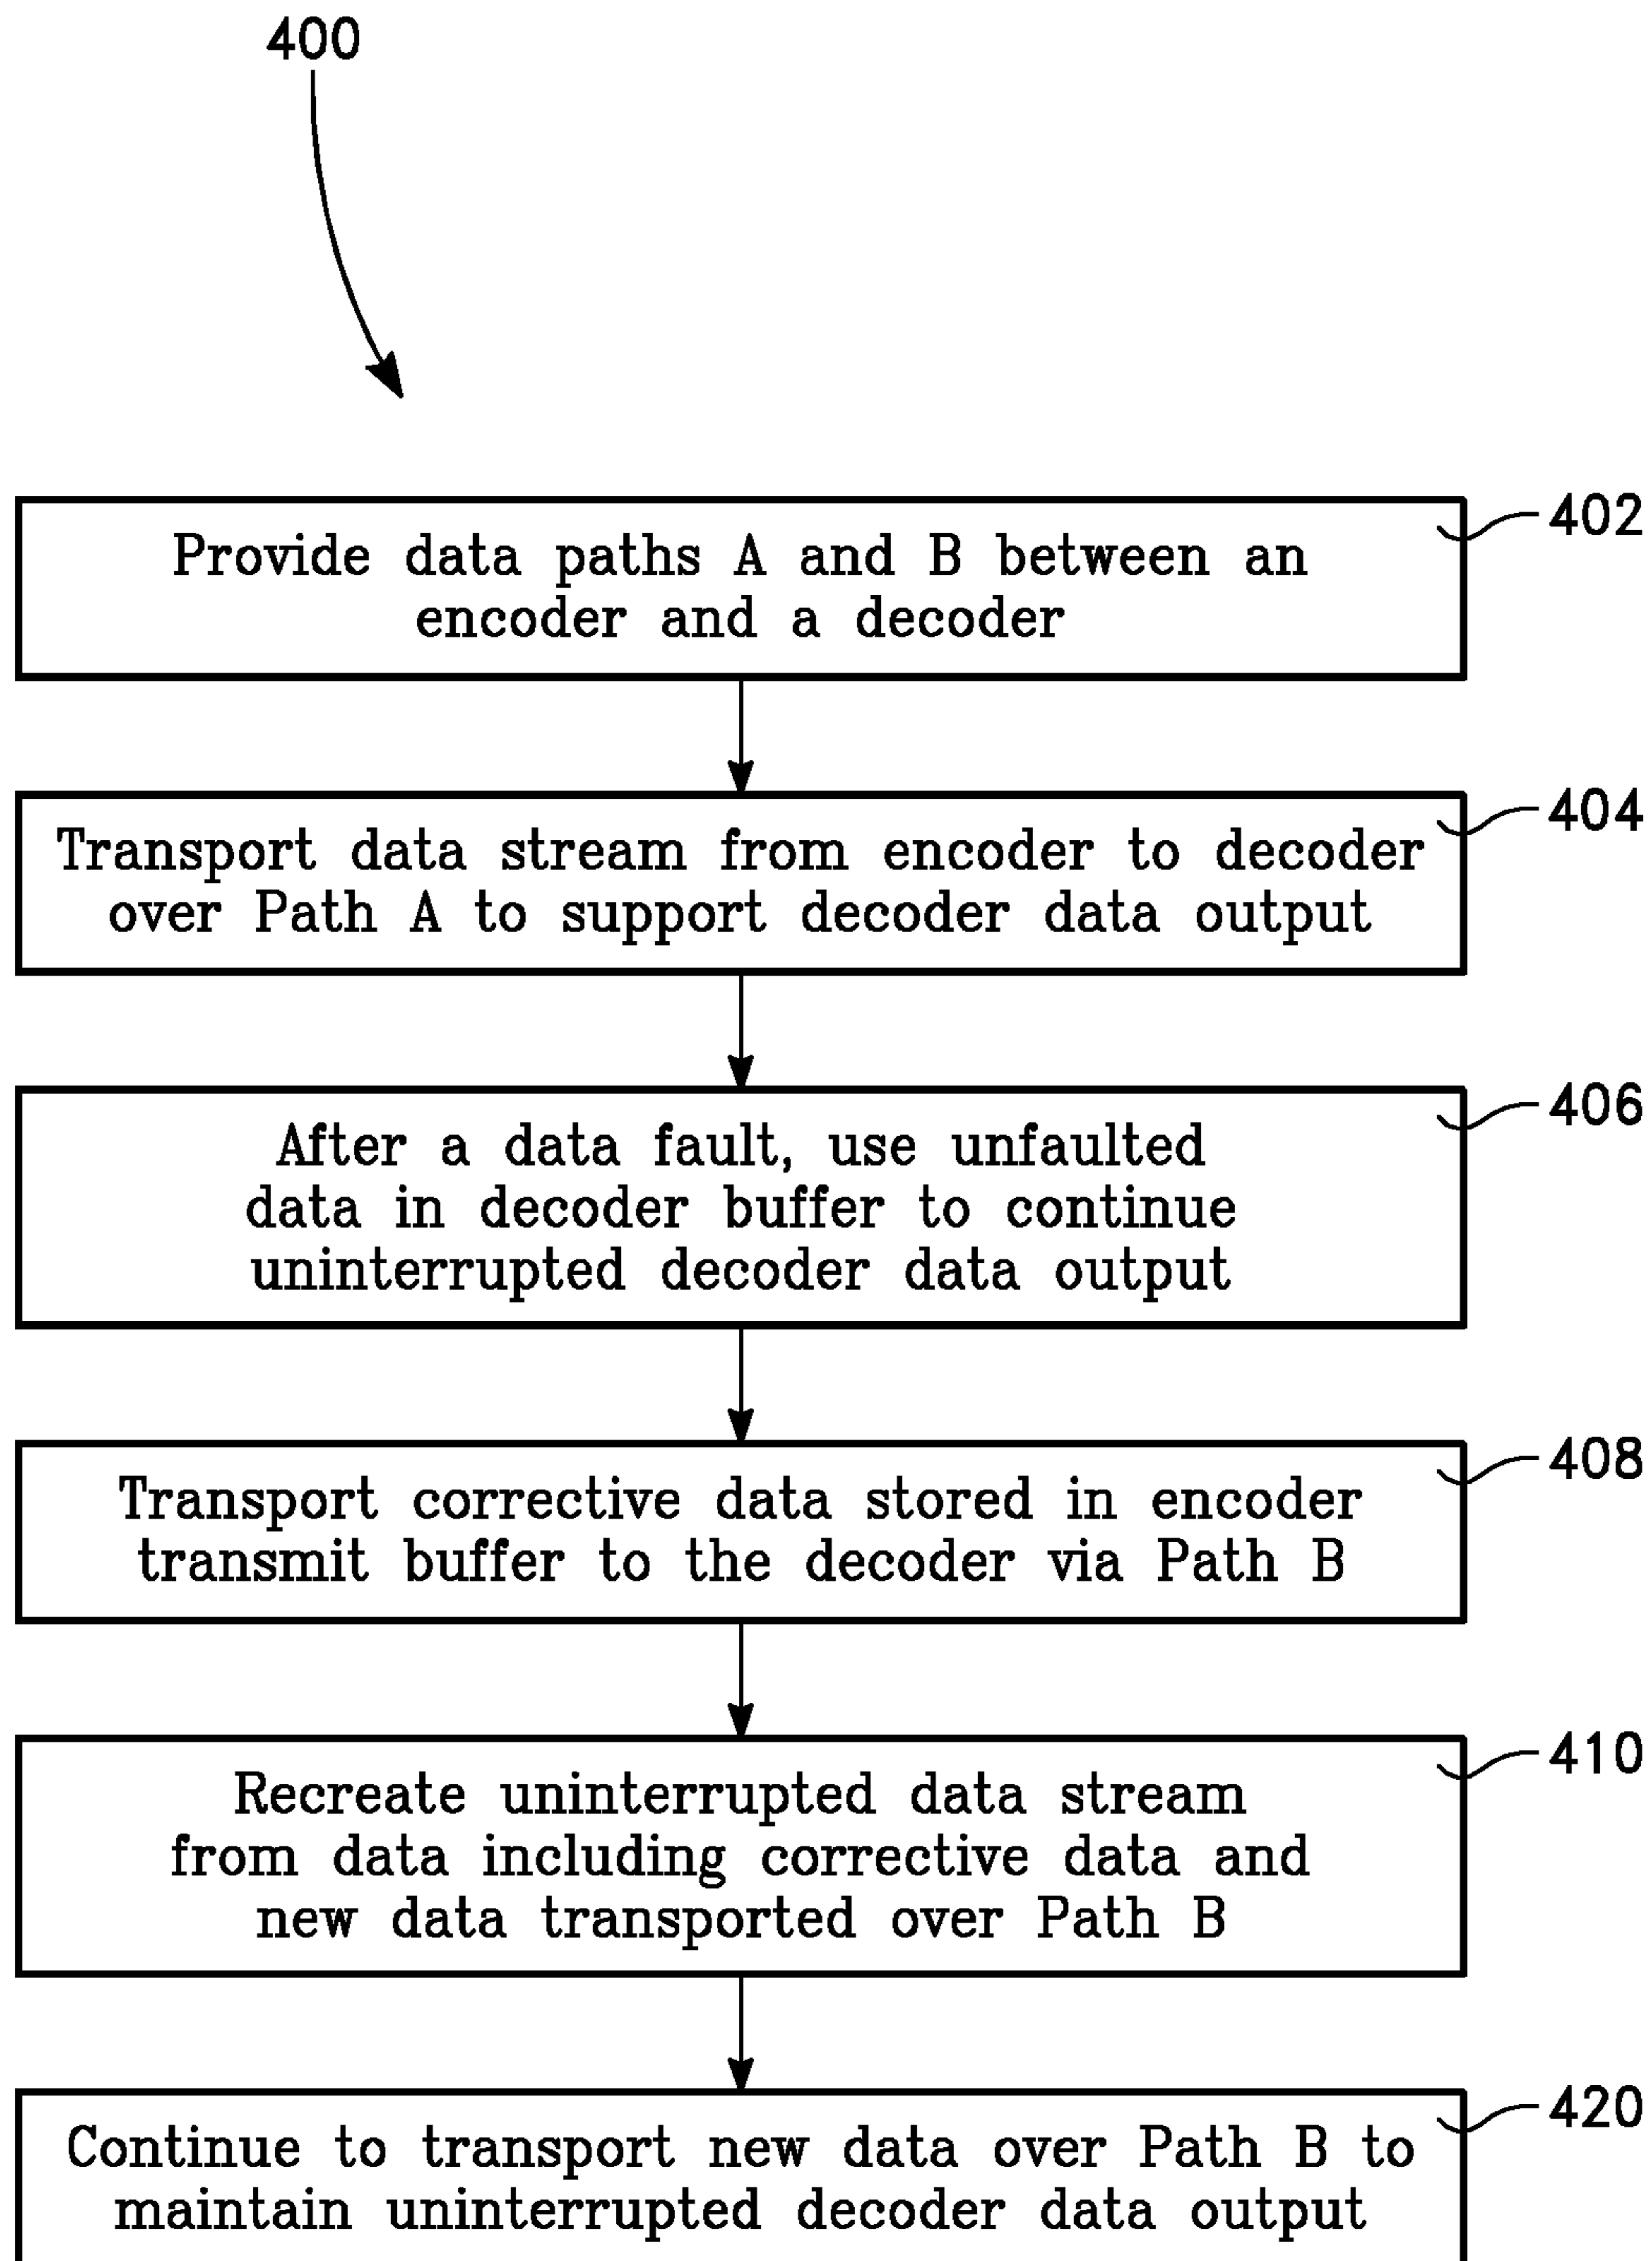 400
402
Provide data paths A and B between an
encoder and a decoder
404
Transport data stream from encoder to decoder
over Path A to support decoder data output
406
After a data fault, use unfaulted
data in decoder buffer to continue
uninterrupted decoder data output
408
Transport corrective data stored in encoder
transmit buffer to the decoder via Path B
410
Recreate uninterrupted data stream
from data including corrective data and
new data transported over Path B
420
Continue to transport new data over Path B to
maintain uninterrupted decoder data output